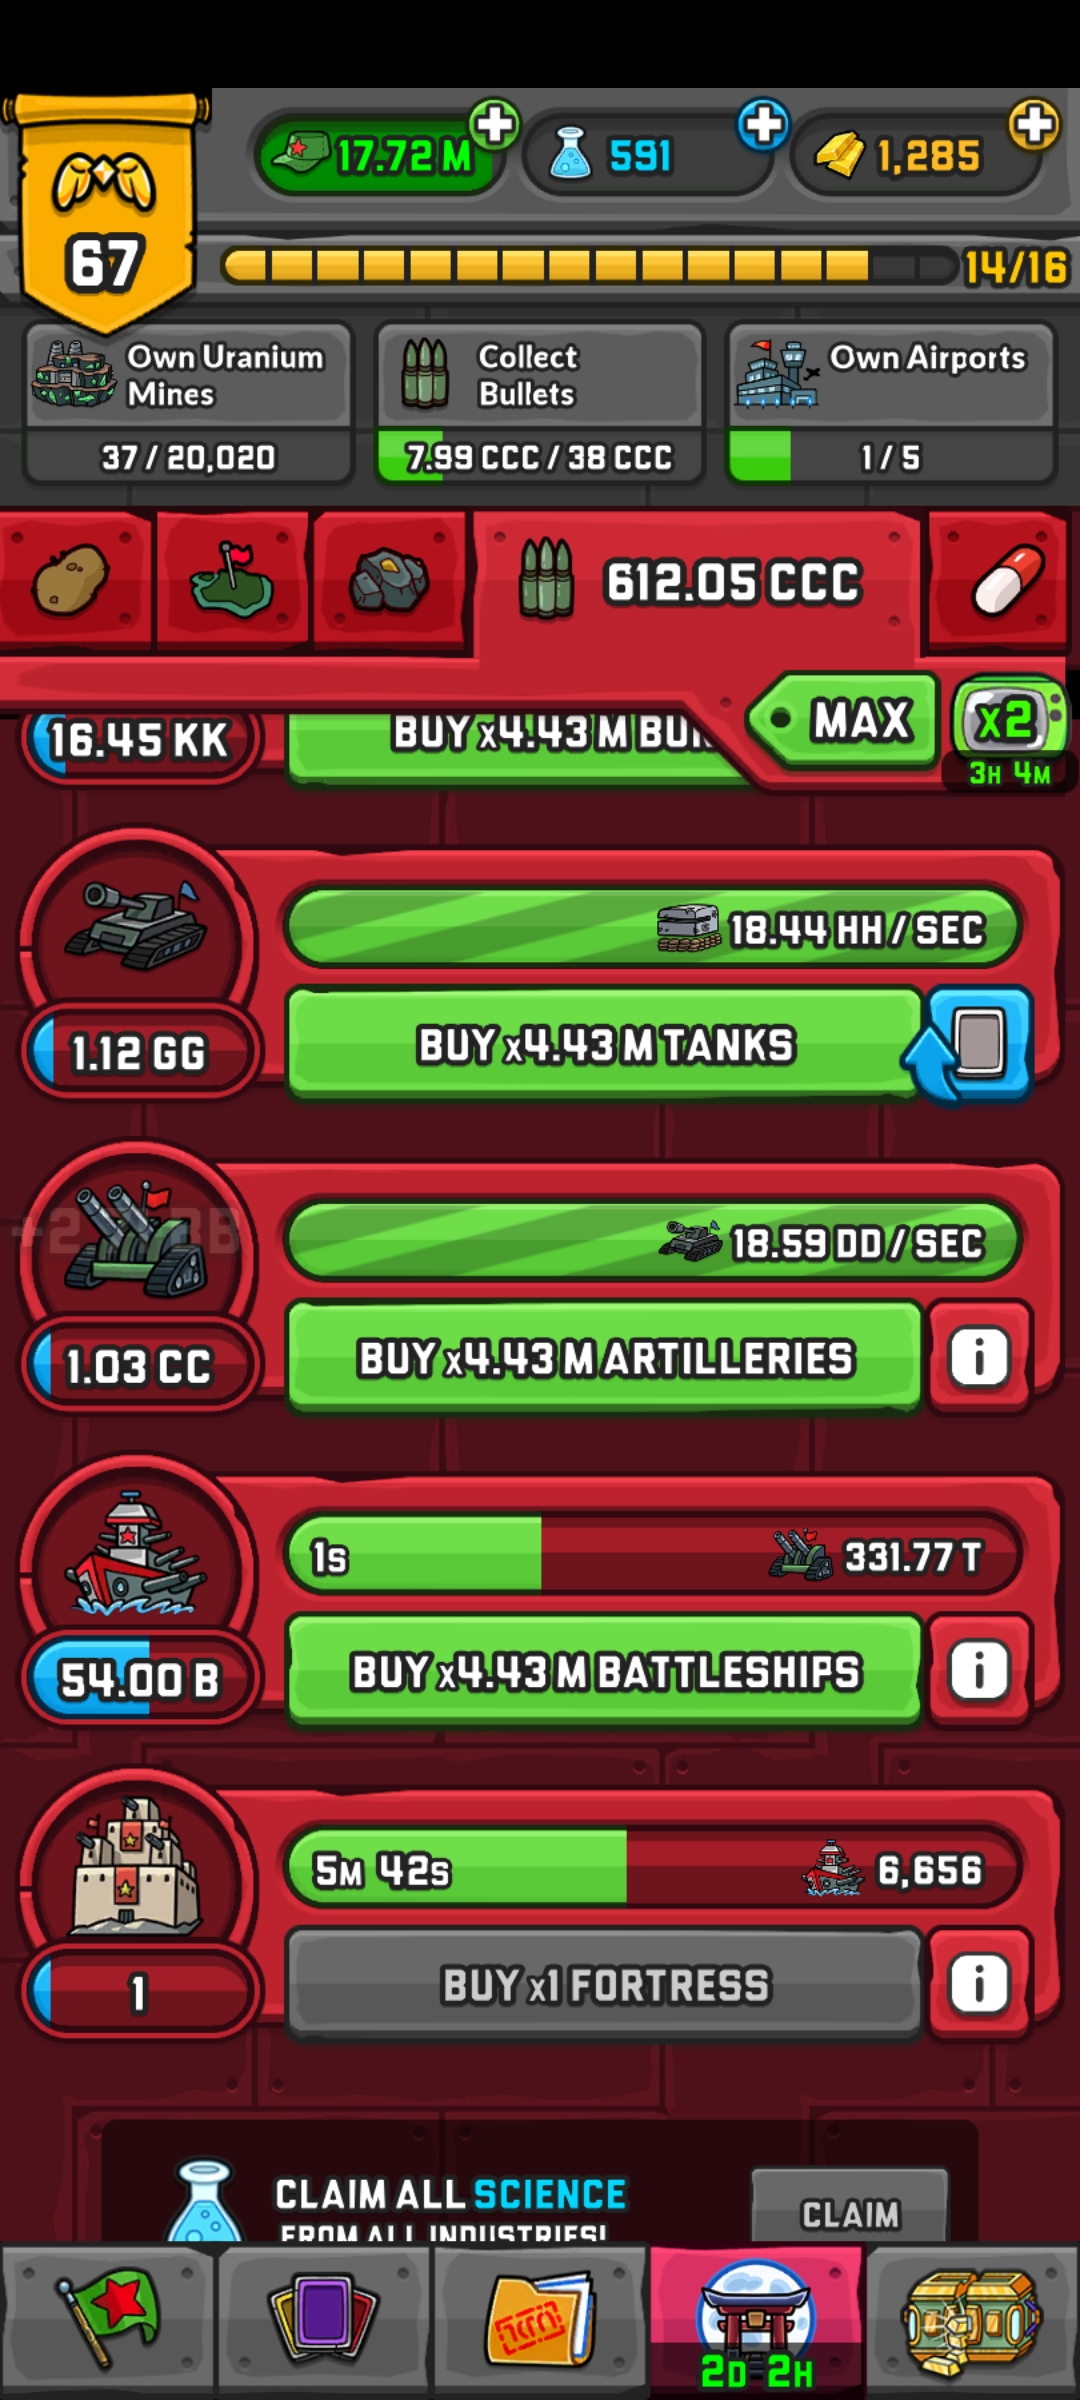 17.72 M
591
1,285
67
14/16
Own Uranium
Mines
37 / 20,020
Collect
Bullets
7.99 CCC / 38 CCC
Own Airports
1 / 5
612.05 CCC
MAX
x2
3H 4M
16.45 KK
BUY x4.43 M
18.44 HH / SEC
1.12 GG
BUY x4.43 M TANKS
18.59 DD / SEC
1.03 CC
BUY x4.43 M ARTILLERIES
i
1S
331.77 T
54.00 B
BUY x4.43 M BATTLESHIPS
i
5M 42S
6,656
1
BUY x1 FORTRESS
i
CLAIM ALL SCIENCE
FROM ALL INDUSTRIES!
CLAIM
2D 2H